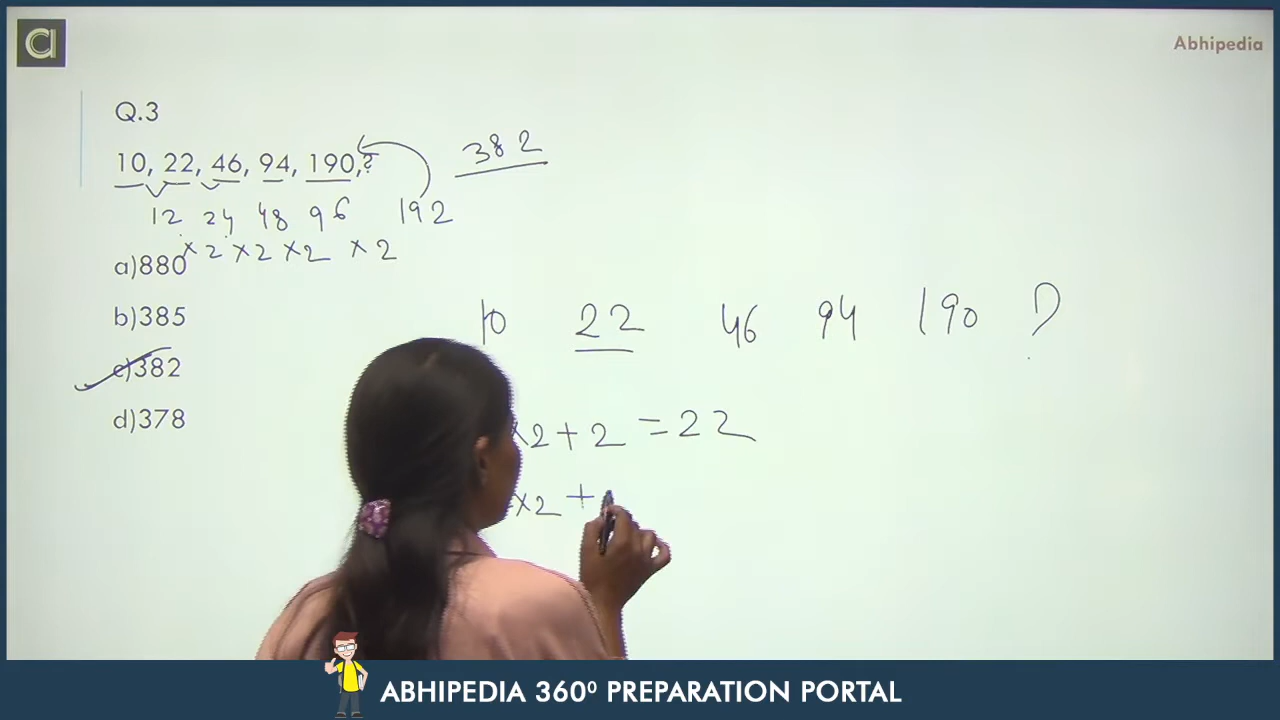 Abhipedia
Q.3
10, 22, 46, 94, 190,?
382
12 24 48 96 192
×2 ×2 ×2 ×2
a)880
b)385
c)382
d)378
10 22 46 94 190 ?
×2+2 =22
×2 +
ABHIPEDIA 360⁰ PREPARATION PORTAL